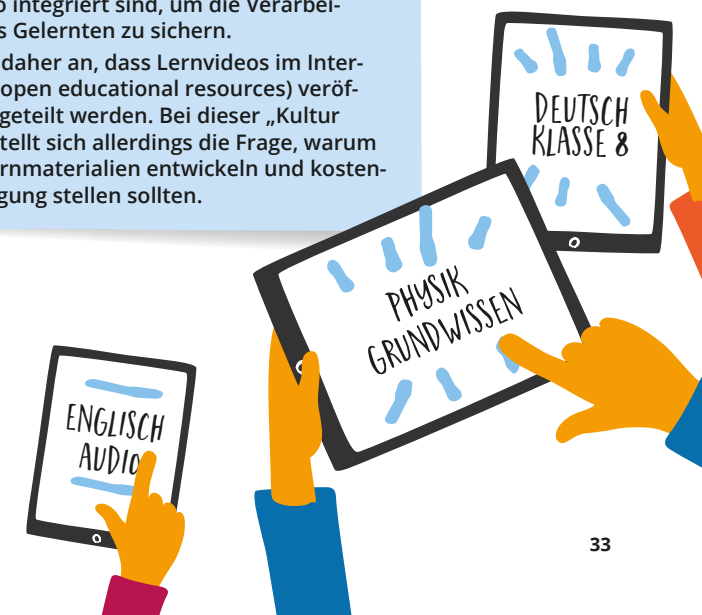 integriert sind, um die Verarbei-
s Gelernten zu sichern.
daher an, dass Lernvideos im Inter-
open educational resources) veröf-
geteilt werden. Bei dieser „Kultur
tellt sich allerdings die Frage, warum
rnmaterialien entwickeln und kosten-
gung stellen sollten.
DEUTSCH
KLASSE 8
PHYSIK
GRUNDWISSEN
ENGLISCH
AUDIO
33